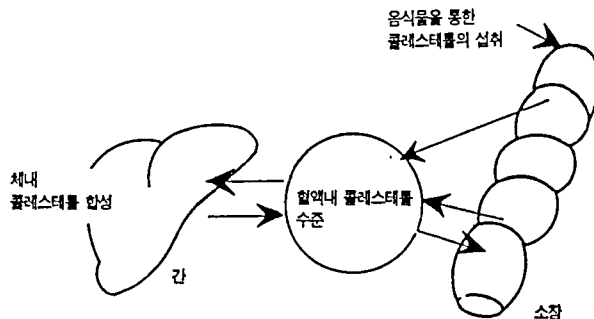 음식물을 통한
콜레스테롤의 섭취
체내
콜레스테롤 합성
혈액내 콜레스테롤
수준
간
소장